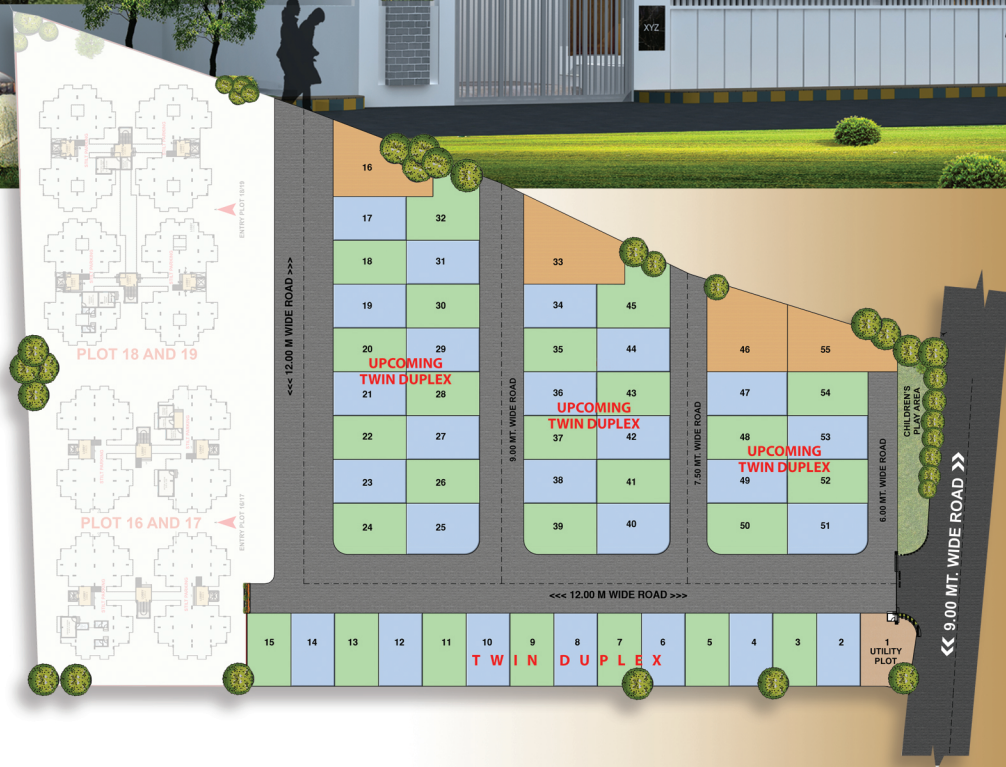 XYZ
16
17
32
18
31
19
30
20
29
UPCOMING
TWIN DUPLEX
21
28
22
27
23
26
24
25
33
34
45
35
44
36
43
UPCOMING
TWIN DUPLEX
37
42
38
41
39
40
46
55
47
54
48
53
UPCOMING
TWIN DUPLEX
49
52
50
51
<<< 12.00 M WIDE ROAD >>>
9.00 MT. WIDE ROAD
7.50 MT. WIDE ROAD
6.00 MT. WIDE ROAD
CHILDREN'S
PLAY AREA
<< 9.00 MT. WIDE ROAD >>
ENTRY PLOT 18/19
PLOT 18 AND 19
PLOT 16 AND 17
ENTRY PLOT 16/17
<<< 12.00 M WIDE ROAD >>>
15 14 13 12 11 10 9 8 7 6 5 4 3 2 1
UTILITY
PLOT
TWIN DUPLEX